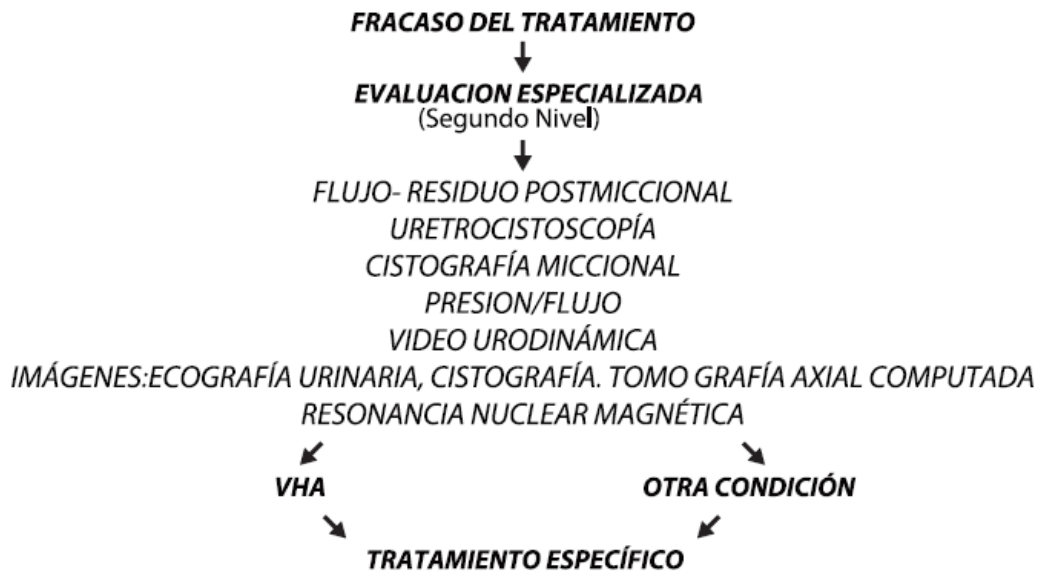 FRACASO DEL TRATAMIENTO
EVALUACION ESPECIALIZADA
(Segundo Nivel)
FLUJO- RESIDUO POSTMICCIONAL
URETROCISTOSCOPÍA
CISTOGRAFÍA MICCIONAL
PRESION/FLUJO
VIDEO URODINÁMICA
IMÁGENES:ECOGRAFÍA URINARIA, CISTOGRAFÍA. TOMO GRAFÍA AXIAL COMPUTADA
RESONANCIA NUCLEAR MAGNÉTICA
VHA OTRA CONDICIÓN
TRATAMIENTO ESPECÍFICO